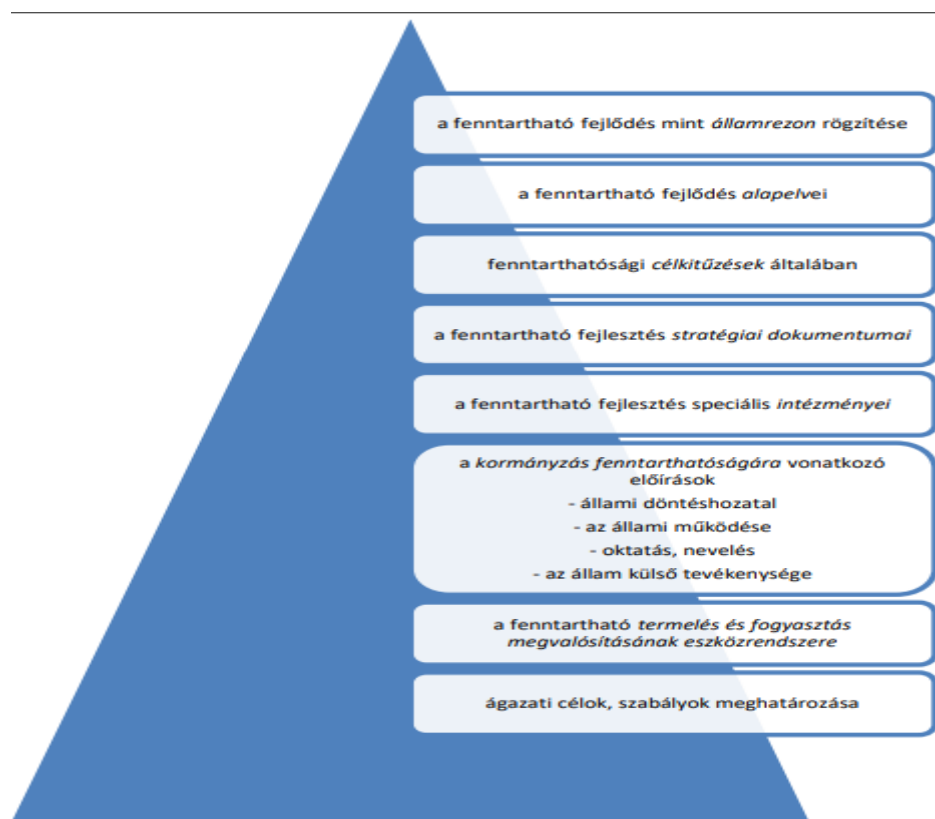 a fenntartható fejlődés mint államrezon rögzítése
a fenntartható fejlődés alapelvei
fenntarthatósági célkitűzések általában
a fenntartható fejlesztés stratégiai dokumentumai
a fenntartható fejlesztés speciális intézményei
a kormányzás fenntarthatóságára vonatkozó
előírások
- állami döntéshozatal
- az állami működése
- oktatás, nevelés
- az állam külső tevékenysége
a fenntartható termelés és fogyasztás
megvalósításának eszközrendszere
ágazati célok, szabályok meghatározása